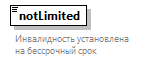 notLimited
Инвалидность установлена
на бессрочный срок